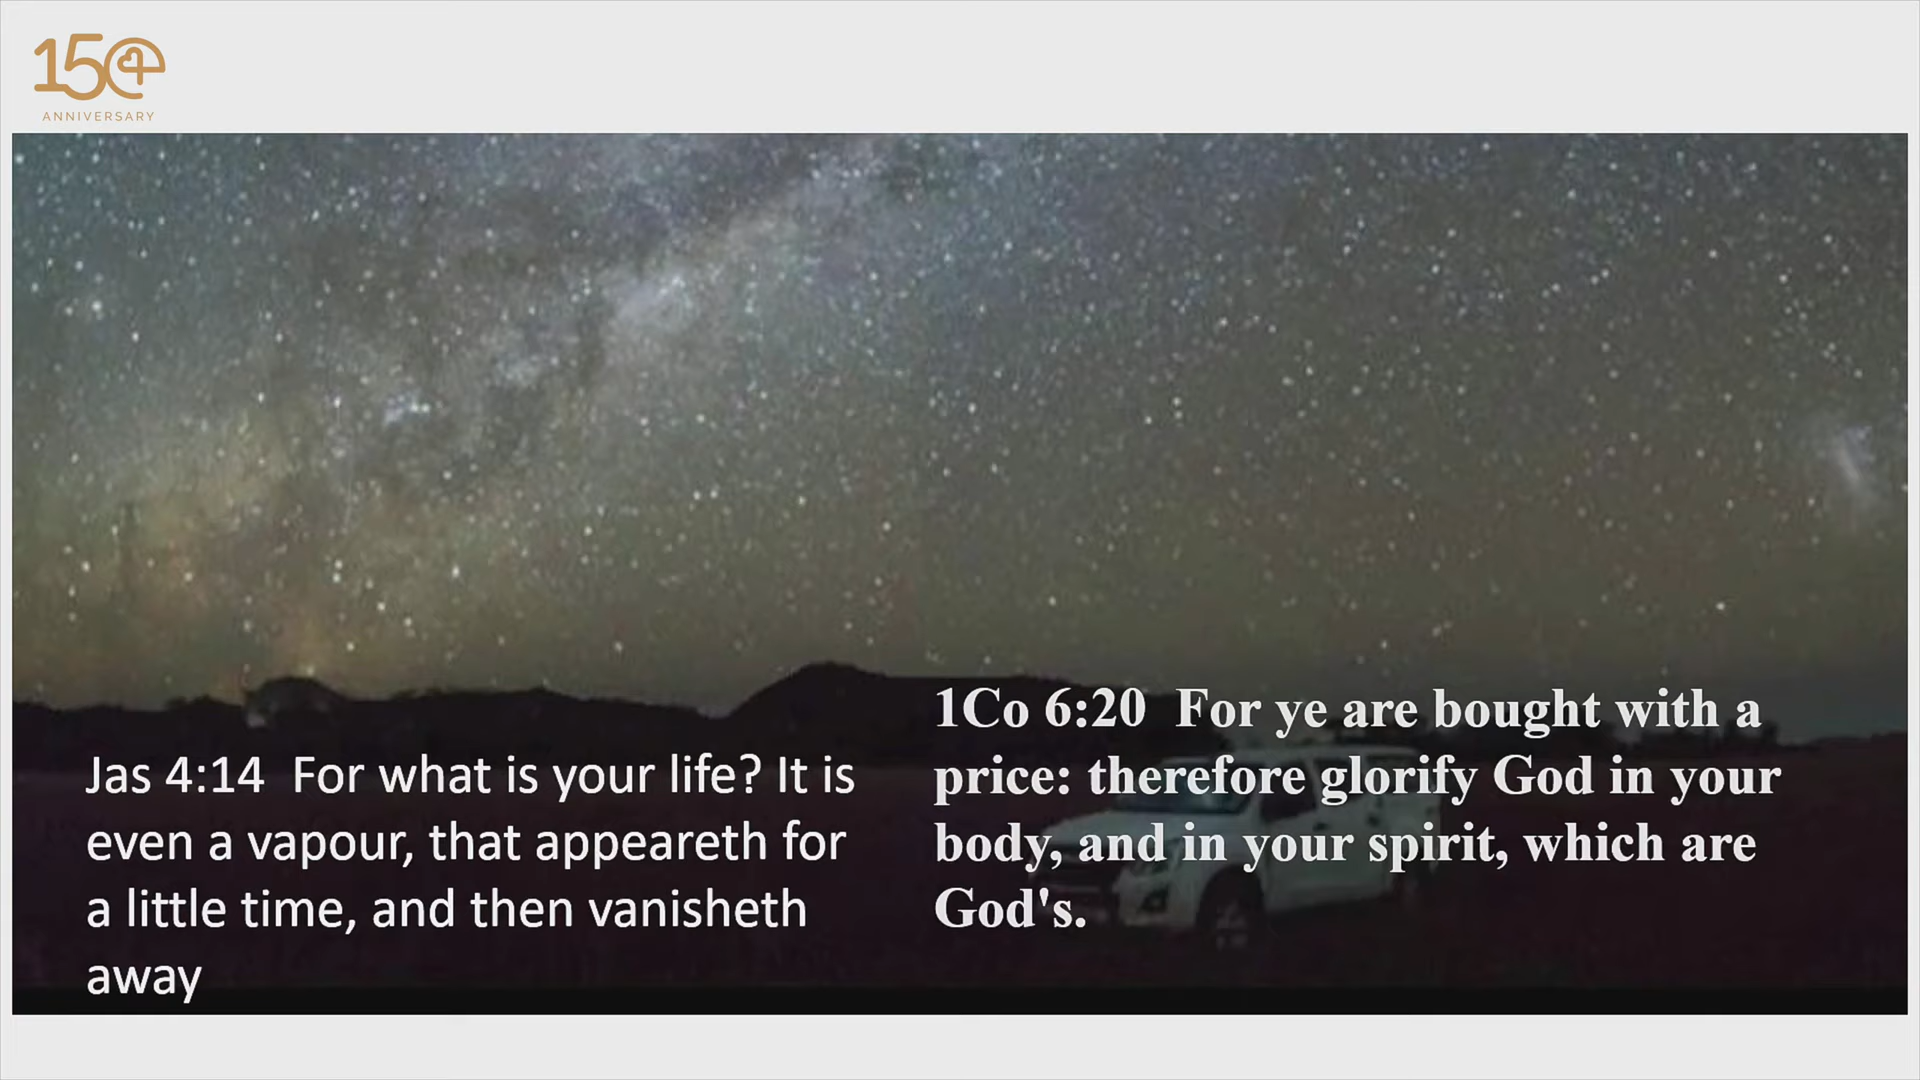 150
ANNIVERSARY
Jas 4:14  For what is your life? It is
even a vapour, that appeareth for
a little time, and then vanisheth
away
1Co 6:20  For ye are bought with a
price: therefore glorify God in your
body, and in your spirit, which are
God's.